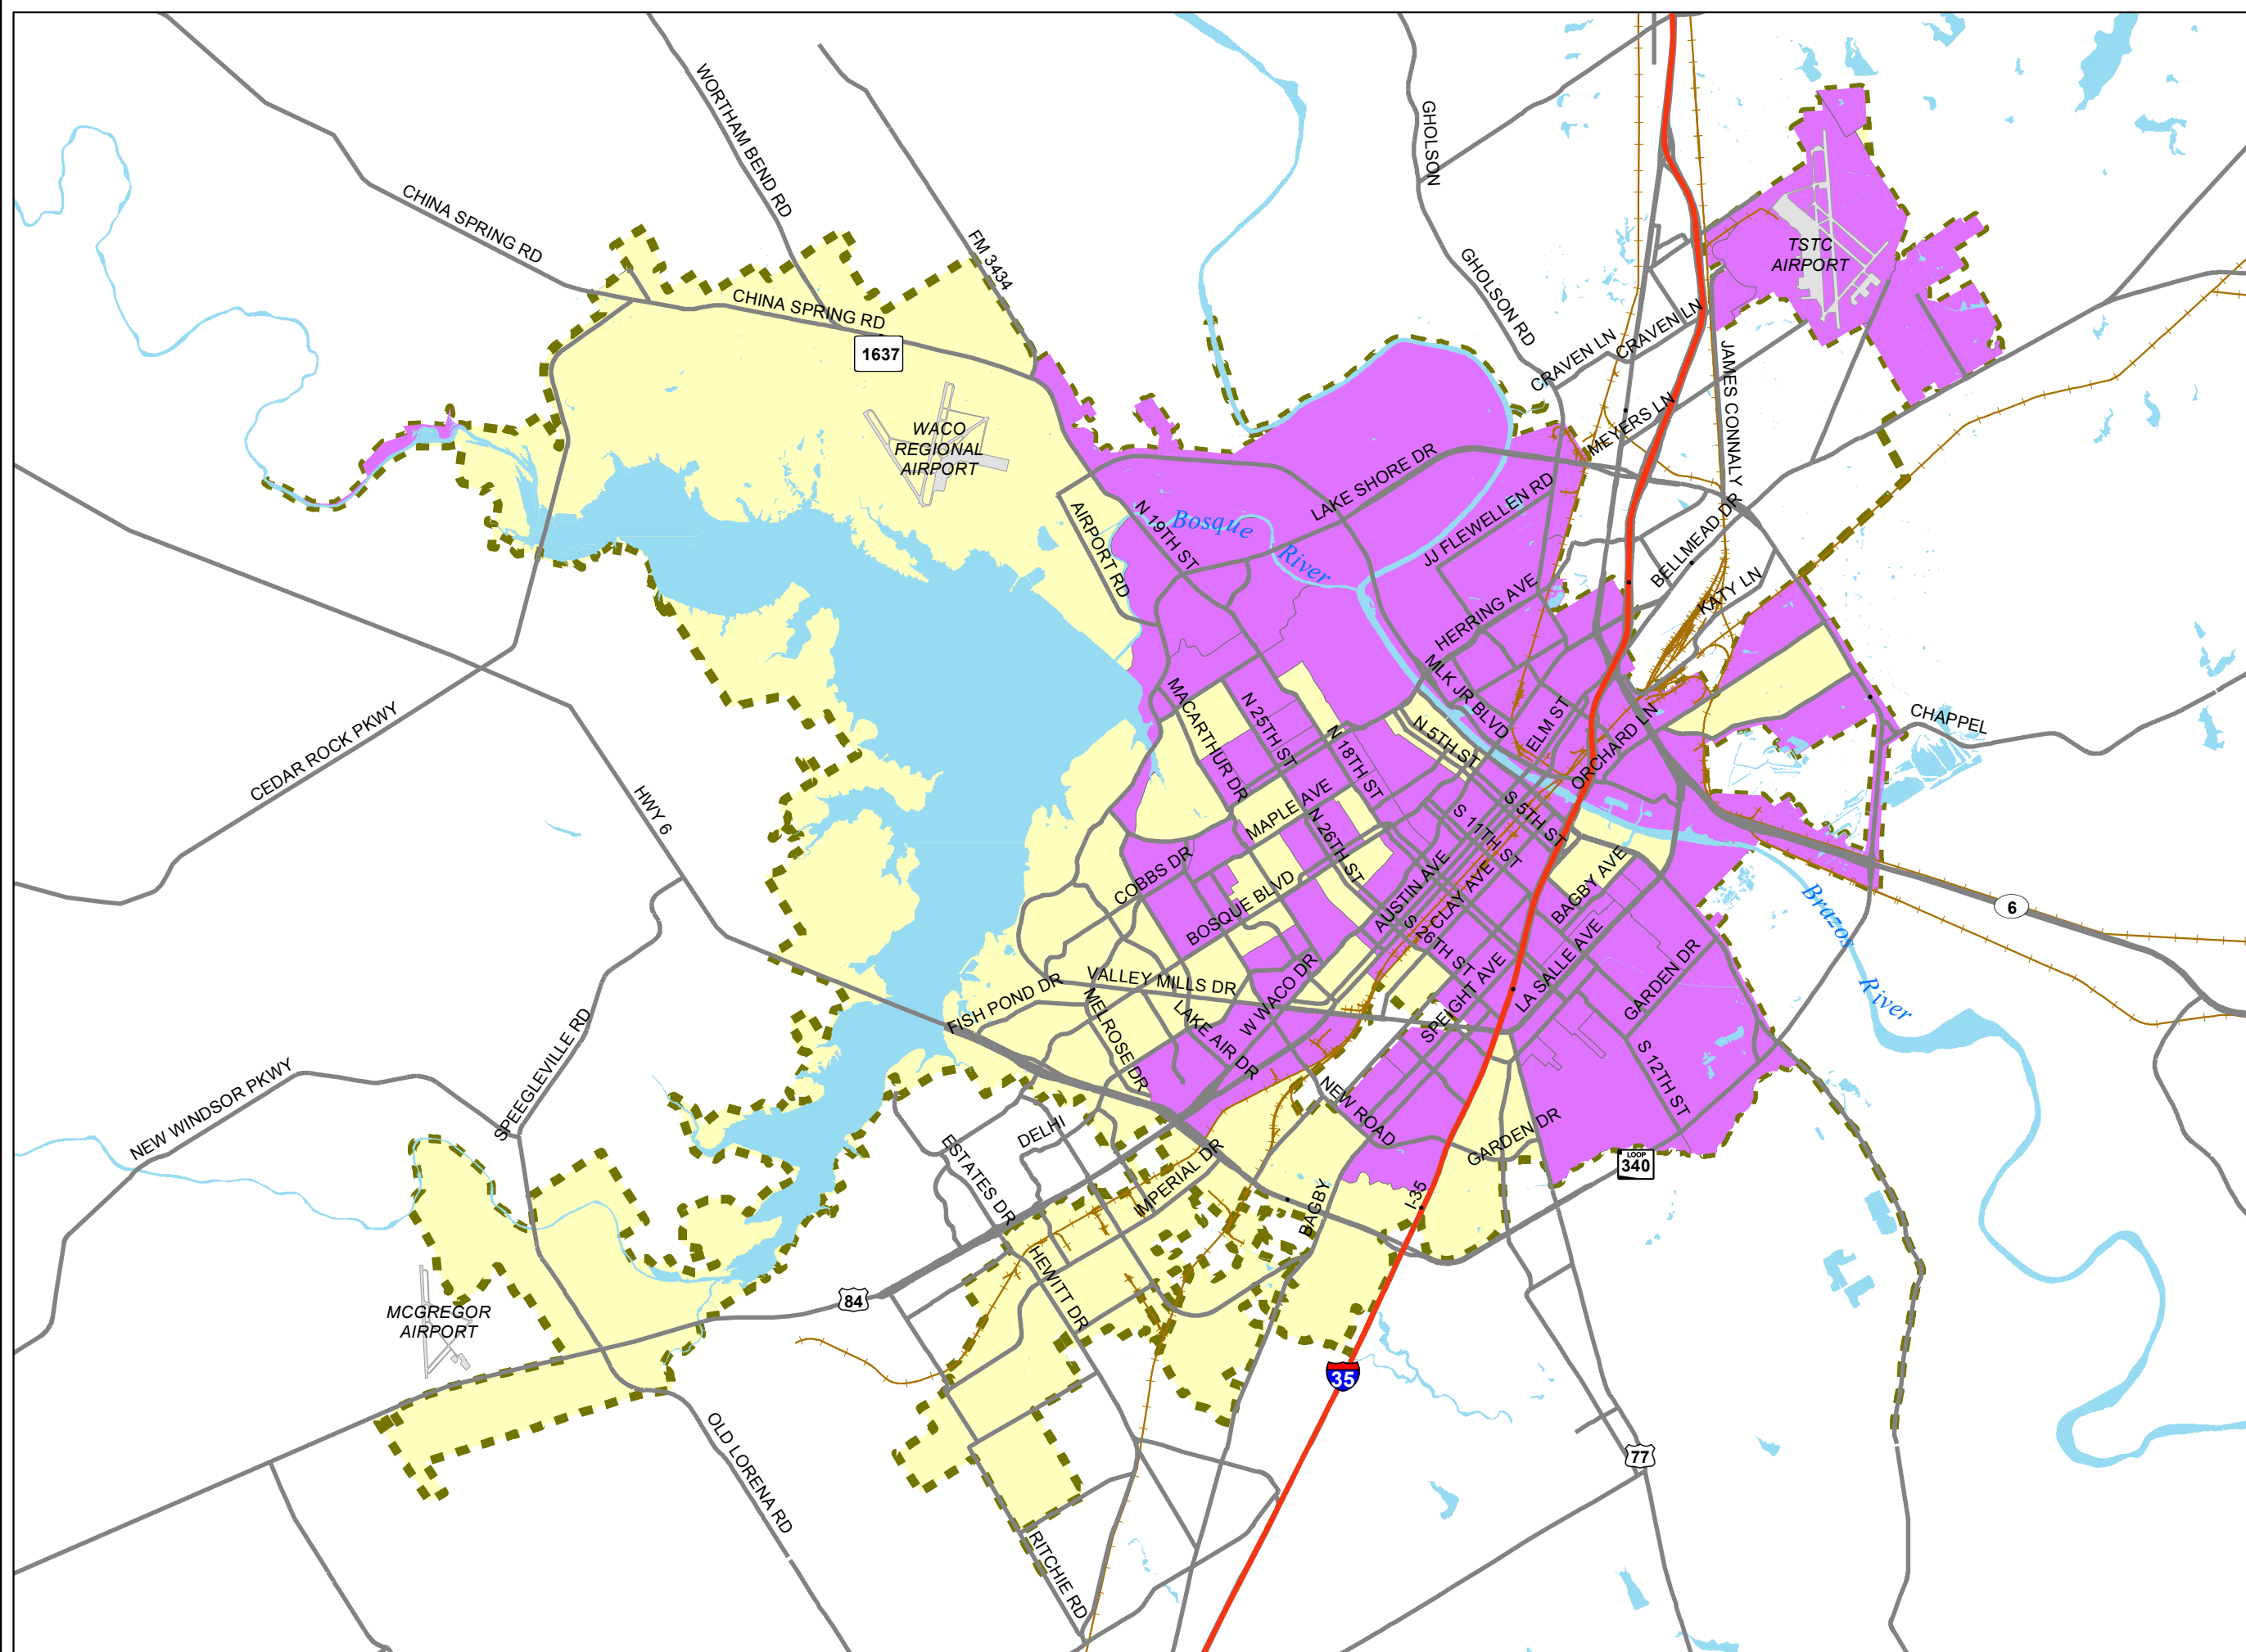 WORTHAM BEND RD
GHOLSON
CHINA SPRING RD
FM 3434
TSTC
AIRPORT
GHOLSON RD
CHINA SPRING RD
1637
CRAVEN LN
CRAVEN LN
JAMES CONNALY
MEYERS LN
WACO
REGIONAL
AIRPORT
LAKE SHORE DR
JJ FLEWELLEN RD
BELLMEAD DR
AIRPORT RD
N 19TH ST
Bosque
River
KATY LN
HERRING AVE
MLK JR BLVD
MACARTHUR DR
N 25TH ST
N 18TH ST
N 5TH ST
ELM ST
ORCHARD LN
CHAPPEL
CEDAR ROCK PKWY
HWY 6
MAPLE AVE
N 26TH ST
S 11TH ST
S 5TH ST
COBBS DR
BOSQUE BLVD
AUSTIN AVE
CLAY AVE
BAGBY AVE
6
Brazos
River
S 26TH ST
LA SALLE AVE
GARDEN DR
FISH POND DR
VALLEY MILLS DR
W WACO DR
SPEIGHT AVE
MELROSE DR
LAKE AIR DR
SPEEGLEVILLE RD
NEW WINDSOR PKWY
NEW ROAD
S 12TH ST
DELHI
ESTATES DR
IMPERIAL DR
GARDEN DR
LOOP
340
BAGBY
I-35
HEWITT DR
84
MCGREGOR
AIRPORT
35
77
OLD LORENA RD
RITCHIE RD